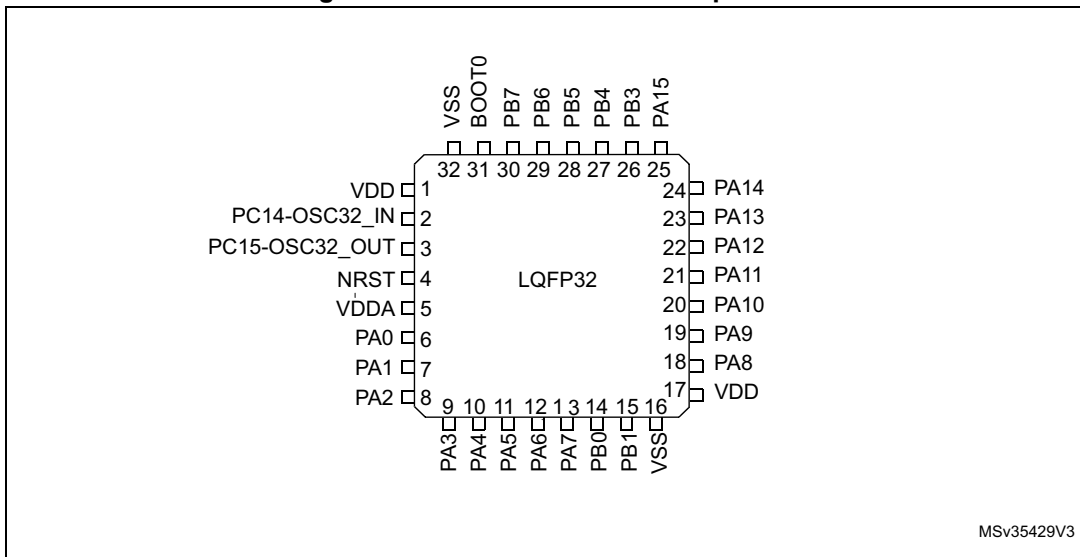 VSS
BOOT0
PB7
PB6
PB5
PB4
PB3
PA15
32 31 30 29 28 27 26 25
VDD 1
PC14-OSC32_IN 2
PC15-OSC32_OUT 3
NRST 4
VDDA 5
PA0 6
PA1 7
PA2 8
LQFP32
24 PA14
23 PA13
22 PA12
21 PA11
20 PA10
19 PA9
18 PA8
17 VDD
9 10 11 12 13 14 15 16
PA3
PA4
PA5
PA6
PA7
PB0
PB1
VSS
MSv35429V3